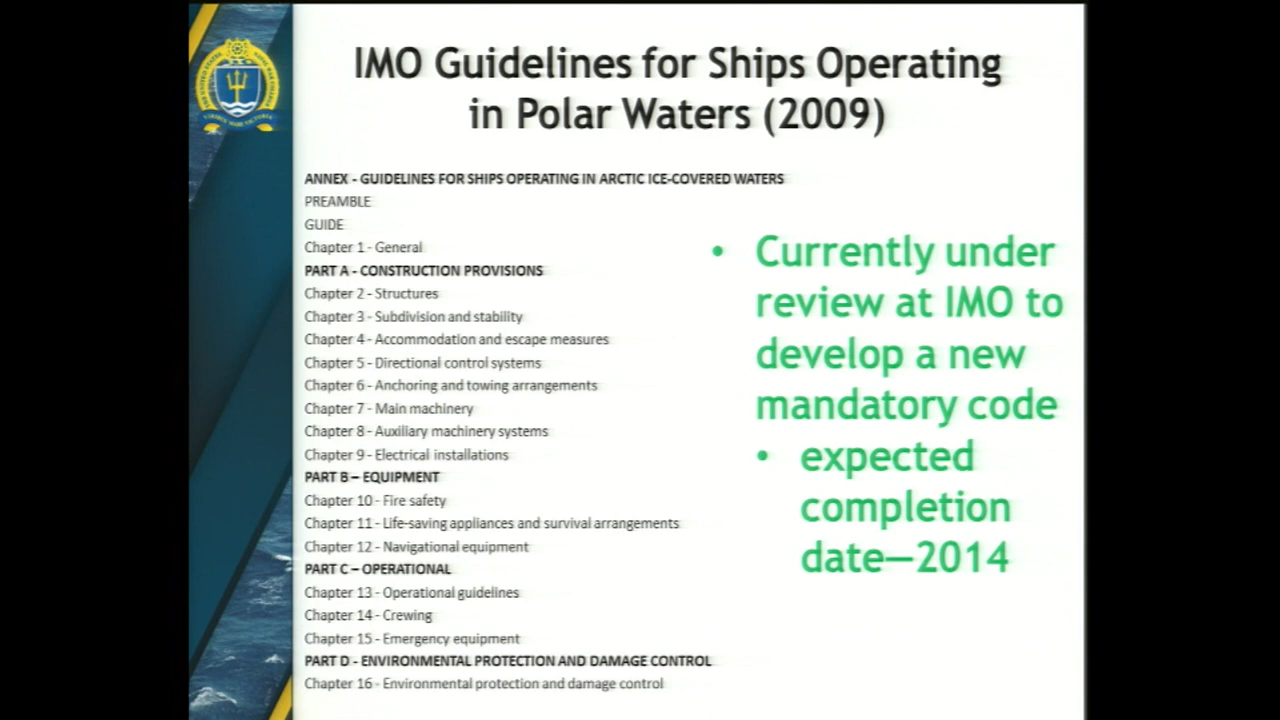 IMO Guidelines for Ships Operating
in Polar Waters (2009)
ANNEX - GUIDELINES FOR SHIPS OPERATING IN ARCTIC ICE-COVERED WATERS
PREAMBLE
GUIDE
Chapter 1 - General
PART A - CONSTRUCTION PROVISIONS
Chapter 2 - Structures
Chapter 3 - Subdivision and stability
Chapter 4 - Accommodation and escape measures
Chapter 5 - Directional control systems
Chapter 6 - Anchoring and towing arrangements
Chapter 7 - Main machinery
Chapter 8 - Auxiliary machinery systems
Chapter 9 - Electrical installations
PART B – EQUIPMENT
Chapter 10 - Fire safety
Chapter 11 - Life-saving appliances and survival arrangements
Chapter 12 - Navigational equipment
PART C – OPERATIONAL
Chapter 13 - Operational guidelines
Chapter 14 - Crewing
Chapter 15 - Emergency equipment
PART D - ENVIRONMENTAL PROTECTION AND DAMAGE CONTROL
Chapter 16 - Environmental protection and damage control
• Currently under
review at IMO to
develop a new
mandatory code
• expected
completion
date—2014